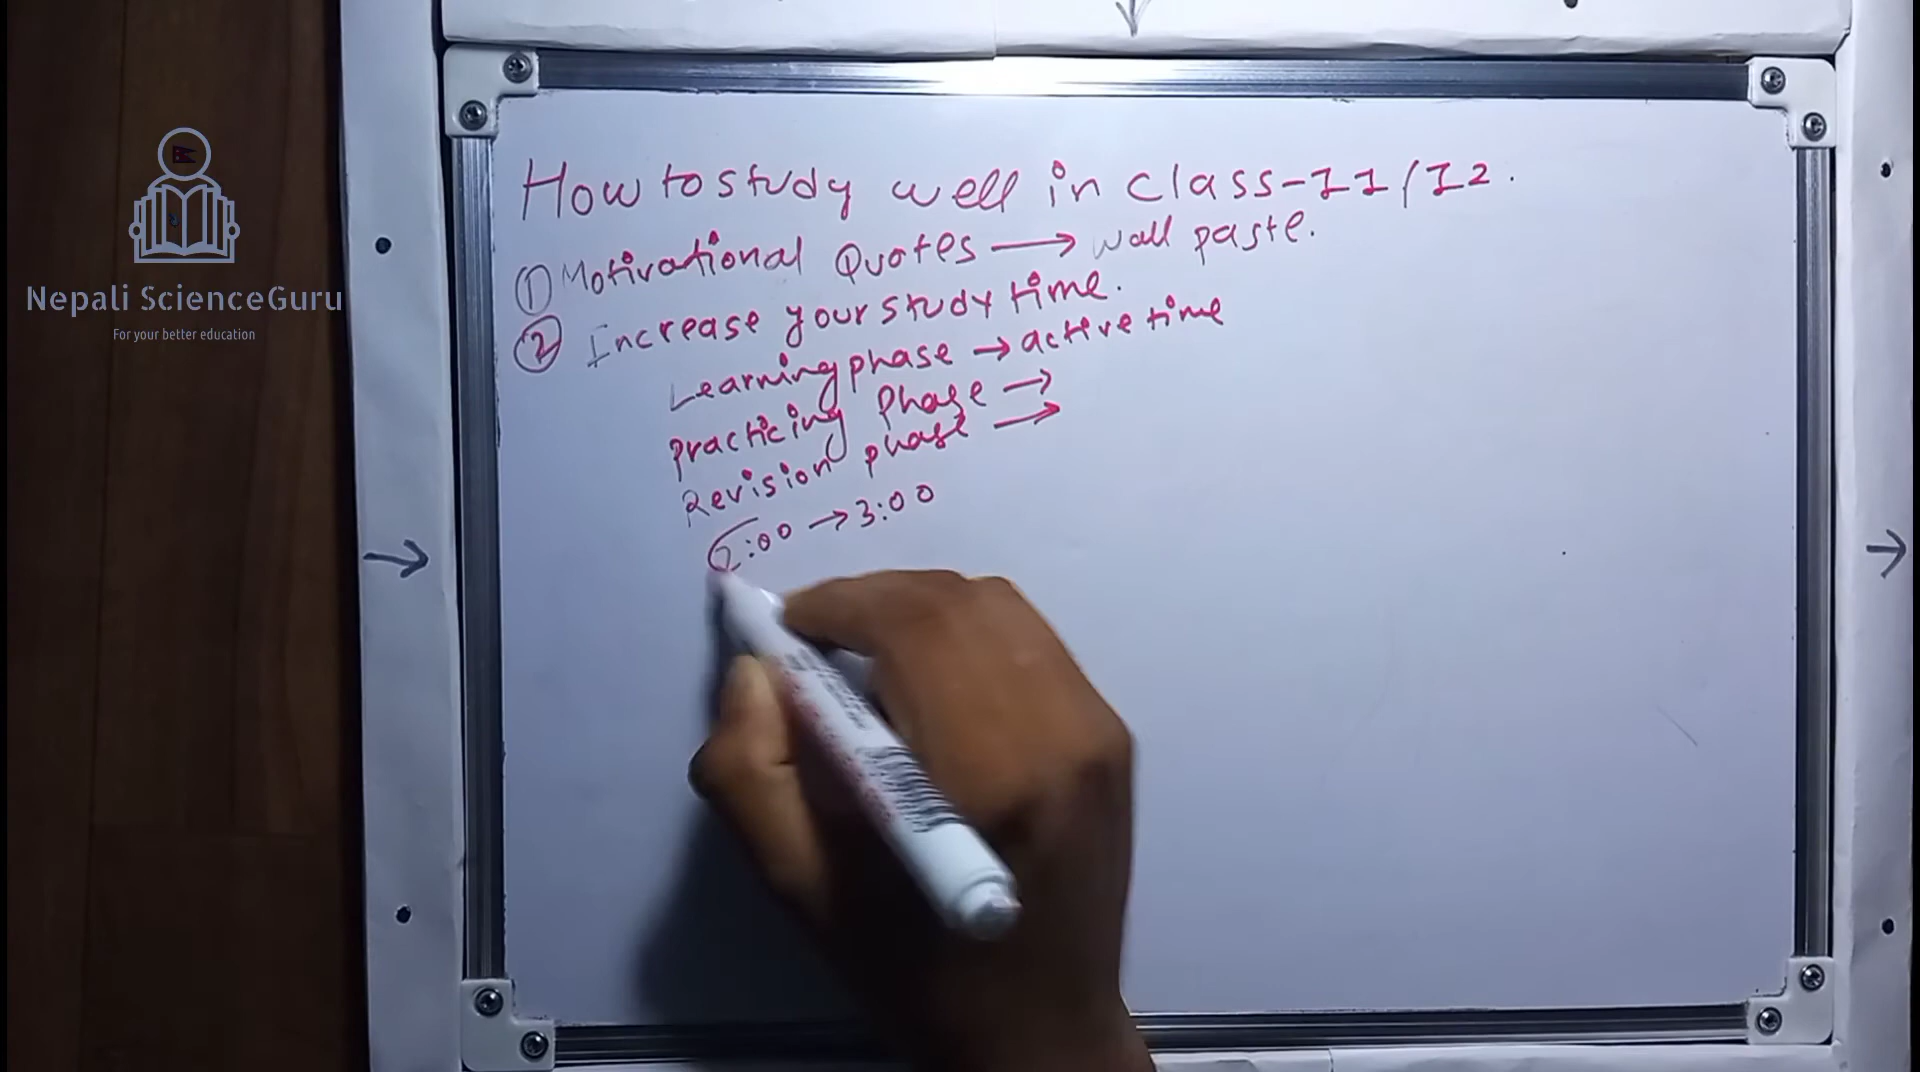 Nepali ScienceGuru
For your better education
How to study well in class-11/12.
① Motivational Quotes → wall paste.
② Increase your study time.
Learning phase → active time
practicing phase →
Revision phase →
2:00 → 3:00